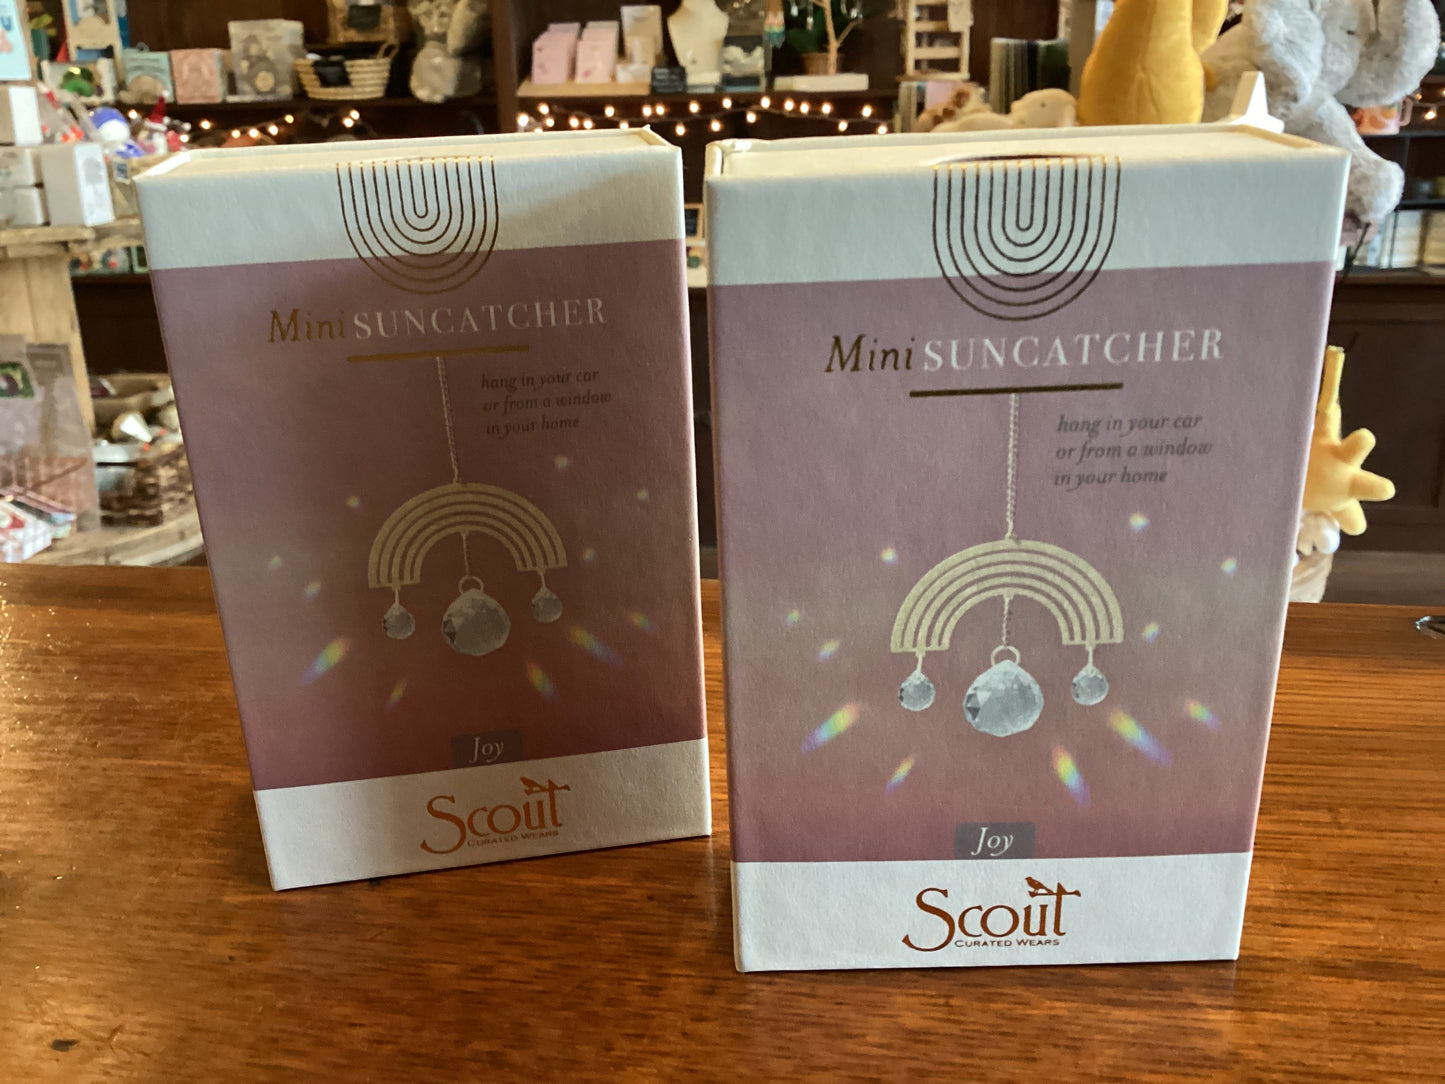 Mini SUNCATCHER
hang in your car
or from a window
in your home
Joy
Scout
CURATED WEARS
Mini SUNCATCHER
hang in your car
or from a window
in your home
Joy
Scout
CURATED WEARS